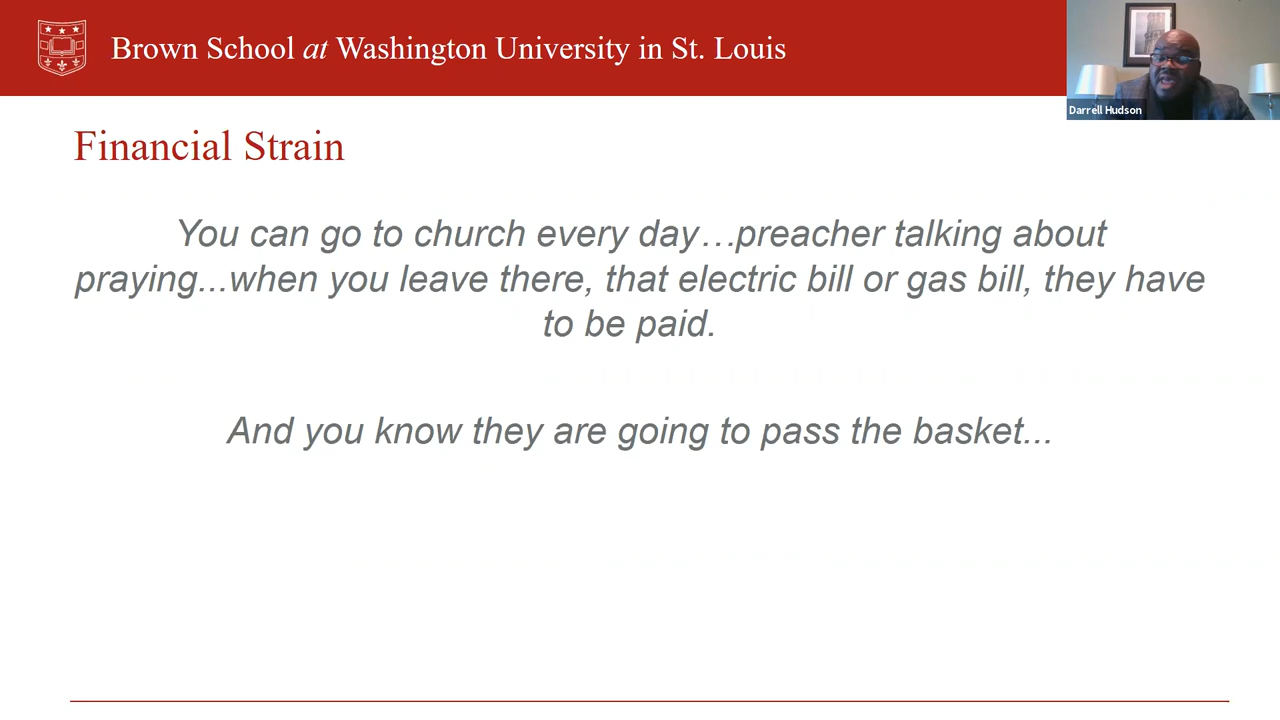 Brown School at Washington University in St. Louis
Darrell Hudson
Financial Strain
You can go to church every day…preacher talking about
praying...when you leave there, that electric bill or gas bill, they have
to be paid.
And you know they are going to pass the basket...